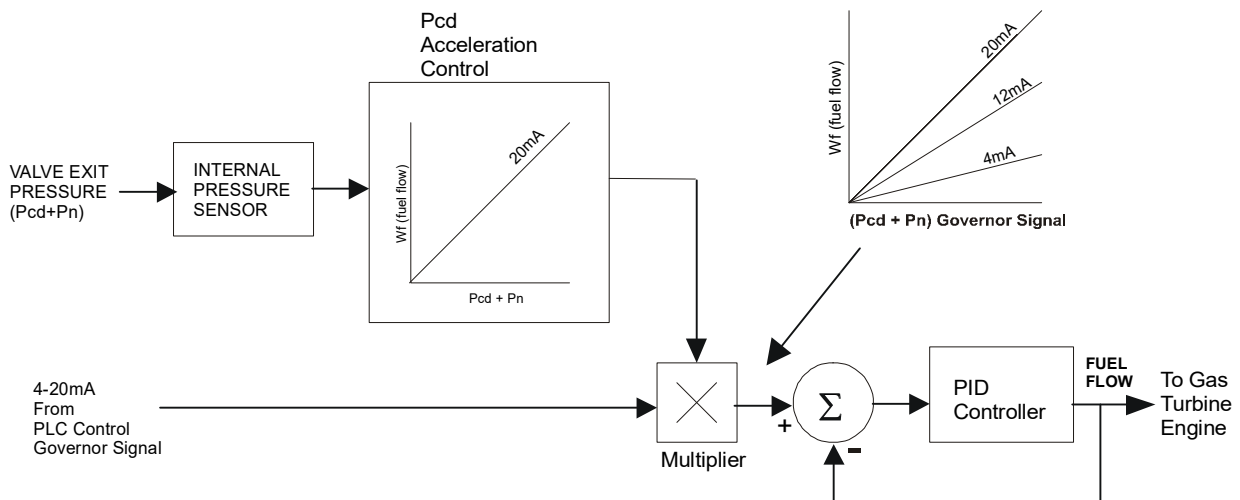 Pcd
Acceleration
Control
20mA
Wf (fuel flow)
Pcd + Pn
VALVE EXIT
PRESSURE
(Pcd+Pn)
INTERNAL
PRESSURE
SENSOR
20mA
12mA
4mA
Wf (fuel flow)
(Pcd + Pn) Governor Signal
4-20mA
From
PLC Control
Governor Signal
Multiplier
+
Σ
−
PID
Controller
FUEL
FLOW
To Gas
Turbine
Engine